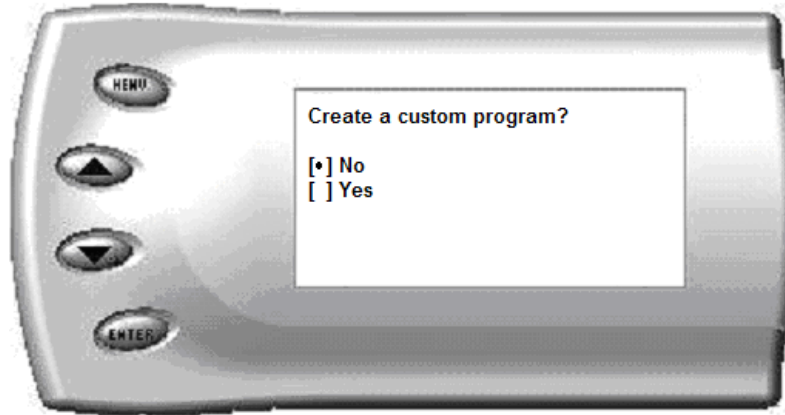 MENU
Create a custom program?
[•] No
[ ] Yes
ENTER